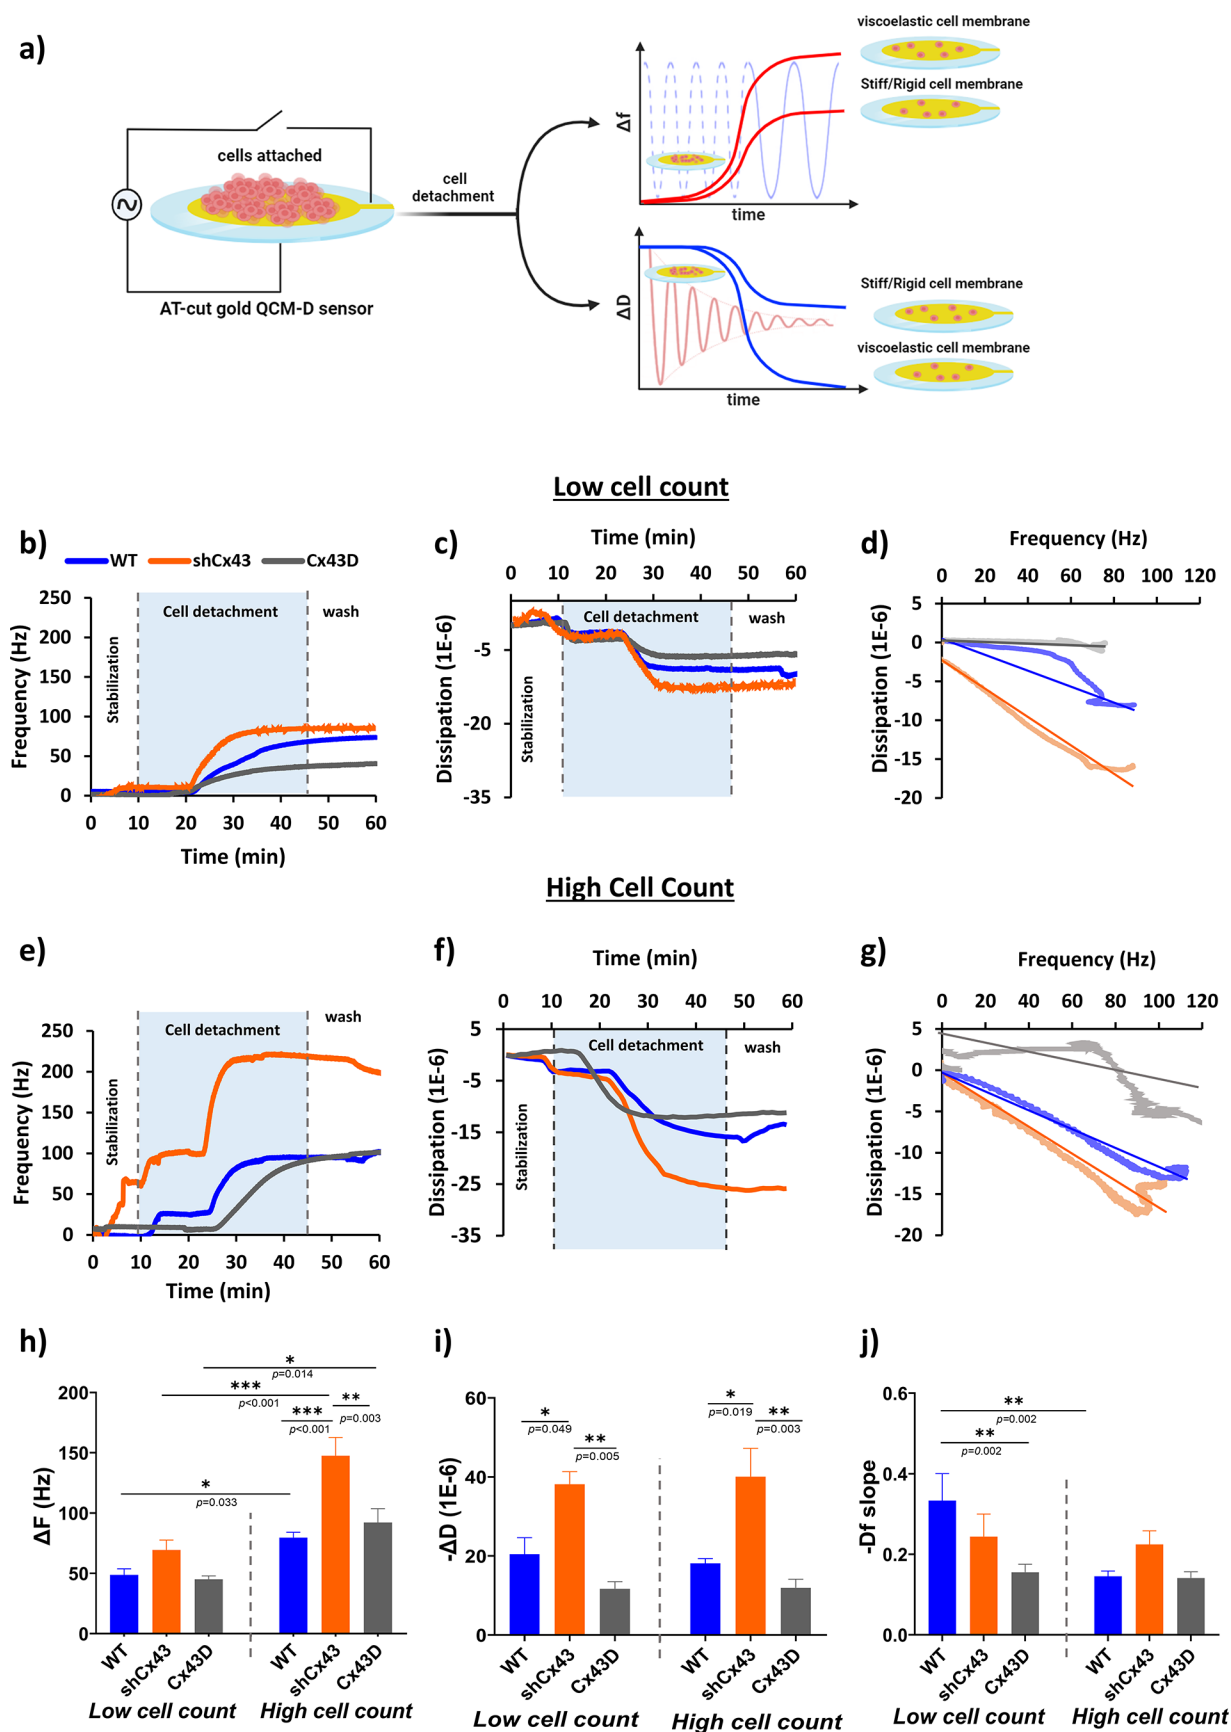 a)
viscoelastic cell membrane
Stiff/Rigid cell membrane
Δf
time
cells attached
cell
detachment
AT-cut gold QCM-D sensor
ΔD
time
Stiff/Rigid cell membrane
viscoelastic cell membrane
Low cell count
b)
WT
shCx43
Cx43D
Frequency (Hz)
250
200
150
100
50
0
Stabilization
Cell detachment
wash
0 10 20 30 40 50 60
Time (min)
c)
Time (min)
0 10 20 30 40 50 60
Dissipation (1E-6)
-5
-20
-35
Stabilization
Cell detachment
wash
d)
Frequency (Hz)
0 20 40 60 80 100 120
Dissipation (1E-6)
5
0
-5
-10
-15
-20
High Cell Count
e)
Frequency (Hz)
250
200
150
100
50
0
Stabilization
Cell detachment
wash
0 10 20 30 40 50 60
Time (min)
f)
Time (min)
0 10 20 30 40 50 60
Dissipation (1E-6)
5
-5
-15
-25
-35
Stabilization
Cell detachment
wash
g)
Frequency (Hz)
0 20 40 60 80 100 120
Dissipation (1E-6)
5
0
-5
-10
-15
-20
h)
ΔF (Hz)
200
150
100
50
0
*
p=0.014
***
p<0.001
**
p=0.003
***
p<0.001
*
p=0.033
WT shCx43 Cx43D WT shCx43 Cx43D
Low cell count High cell count
i)
-ΔD (1E-6)
60
40
20
0
*
p=0.049
**
p=0.005
*
p=0.019
**
p=0.003
WT shCx43 Cx43D WT shCx43 Cx43D
Low cell count High cell count
j)
-Df slope
0.6
0.4
0.2
0.0
**
p=0.002
**
p=0.002
WT shCx43 Cx43D WT shCx43 Cx43D
Low cell count High cell count